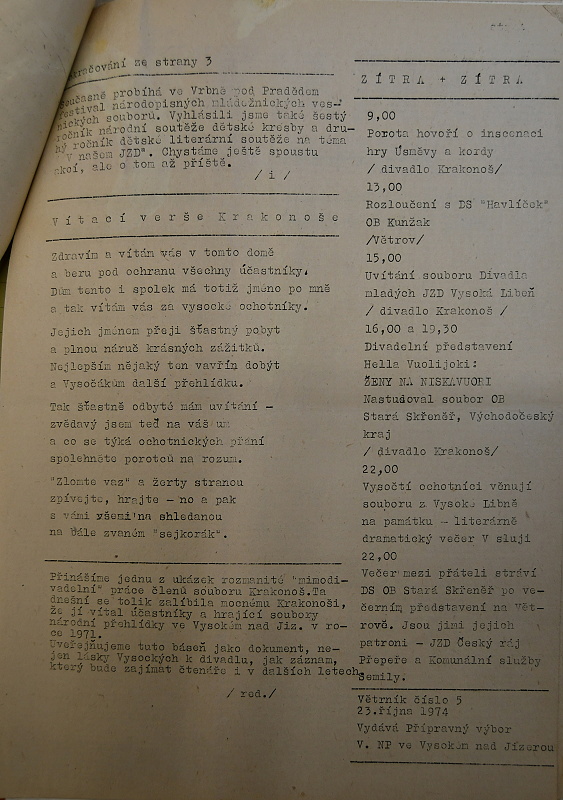 račování ze strany 3
Současně probíhá ve Vrbně pod Pradědem
festival národopisných mládežnických ves-
nických souborů. Vyhlásili jsme také šestý
ročník národní soutěže dětské kresby a dru-
hý ročník dětské literární soutěže na téma
"V našem JZD". Chystáme ještě spoustu
akcí, ale o tom až příště.
/ i /
Vítací verše Krakonoše
Zdravím a vítám vás v tomto domě
a beru pod ochranu všechny účastníky.
Dům tento i spolek má totiž jméno po mně
a tak vítám vás za vysocké ochotníky.
Jejich jménem přeji šťastný pobyt
a plnou náruč krásných zážitků.
Nejlepším nějaký ten vavřín dobýt
a Vysočákům další přehlídku.
Tak šťastně odbyté mám uvítání -
zvědavý jsem teď na váš um
a co se týká ochotnických přání
spolehněte porotců na rozum.
"Zlomte vaz" a žerty stranou
zpívejte, hrajte - no a pak
s vámi všemi na shledanou
na bále zvaném "sejkorák".
Přinášíme jednu z ukázek rozmanité "mimodi-
vadelní" práce členů souboru Krakonoš.Ta
dnešní se tolik zalíbila mocnému Krakonoši,
že jí vítal účastníky a hrající soubory
národní přehlídky ve Vysokém nad Jiz. v ro-
ce 1971.
Uveřejňujeme tuto báseň jako dokument, ne-
jen lásky Vysockých k divadlu, jak záznam,
který bude zajímat čtenáře i v dalších letech.
/ red./
ZÍTRA + ZÍTRA
9,00
Porota hovoří o inscenaci
hry Úsměvy a kordy
/ divadlo Krakonoš/
13,00
Rozloučení s DS "Havlíček"
OB Kunžak
/Větrov/
15,00
Uvítání souboru Divadla
mladých JZD Vysoká Libeň
/ divadlo Krakonoš /
16,00 a 19,30
Divadelní představení
Hella Vuolijoki:
ŽENY NA NISKAVUORI
Nastudoval soubor OB
Stará Skřeněř, Východočeský
kraj
/ divadlo Krakonoš/
22,00
Vysočtí ochotníci věnují
souboru z Vysoké Libně
na památku - literárně
dramatický večer V sluji
22,00
Večer mezi přáteli stráví
DS OB Stará Skřeněř po ve-
černím představení na Vět-
rově. Jsou jimi jejich
patroni - JZD Český ráj
Přepeře a Komunální služby
Semily.
Větrník číslo 5
23.října 1974
Vydává Přípravný výbor
V. NP ve Vysokém nad Jizerou